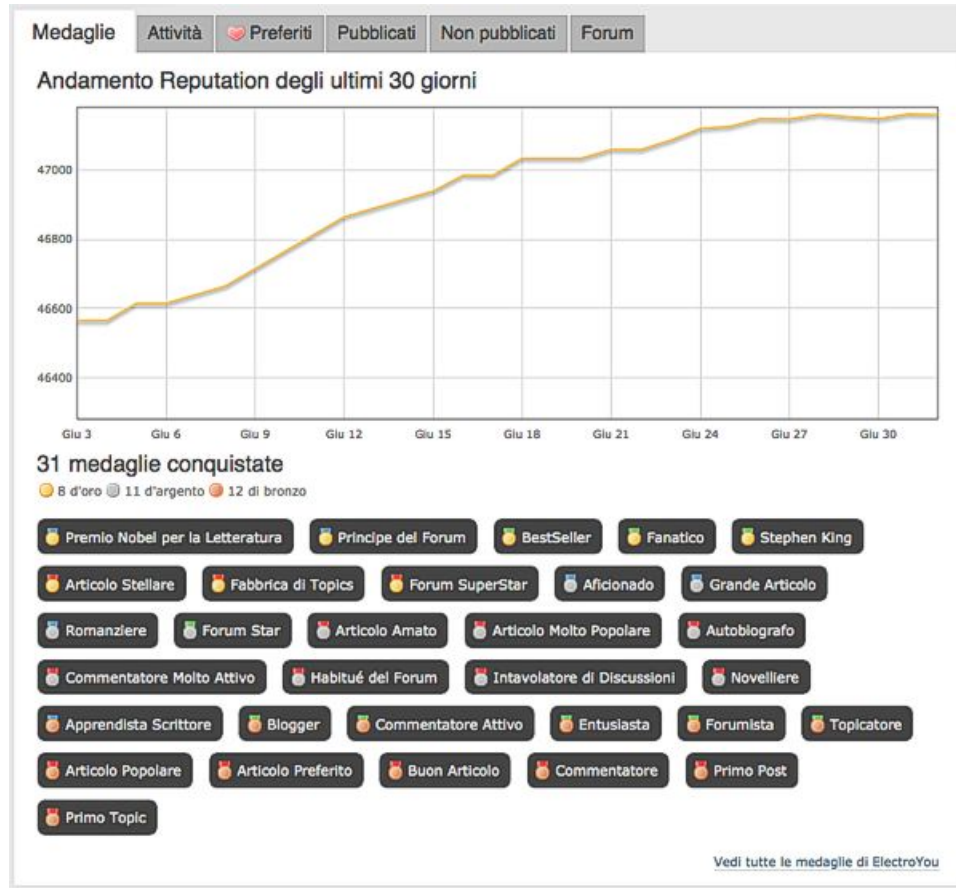 Medaglie Attività Preferiti Pubblicati Non pubblicati Forum
Andamento Reputation degli ultimi 30 giorni
47000
46800
46600
46400
Giu 3 Giu 6 Giu 9 Giu 12 Giu 15 Giu 18 Giu 21 Giu 24 Giu 27 Giu 30
31 medaglie conquistate
8 d'oro 11 d'argento 12 di bronzo
Premio Nobel per la Letteratura Principe del Forum BestSeller Fanatico Stephen King
Articolo Stellare Fabbrica di Topics Forum SuperStar Aficionado Grande Articolo
Romanziere Forum Star Articolo Amato Articolo Molto Popolare Autobiografo
Commentatore Molto Attivo Habitué del Forum Intavolatore di Discussioni Novelliere
Apprendista Scrittore Blogger Commentatore Attivo Entusiasta Forumista Topicatore
Articolo Popolare Articolo Preferito Buon Articolo Commentatore Primo Post
Primo Topic
Vedi tutte le medaglie di ElectroYou